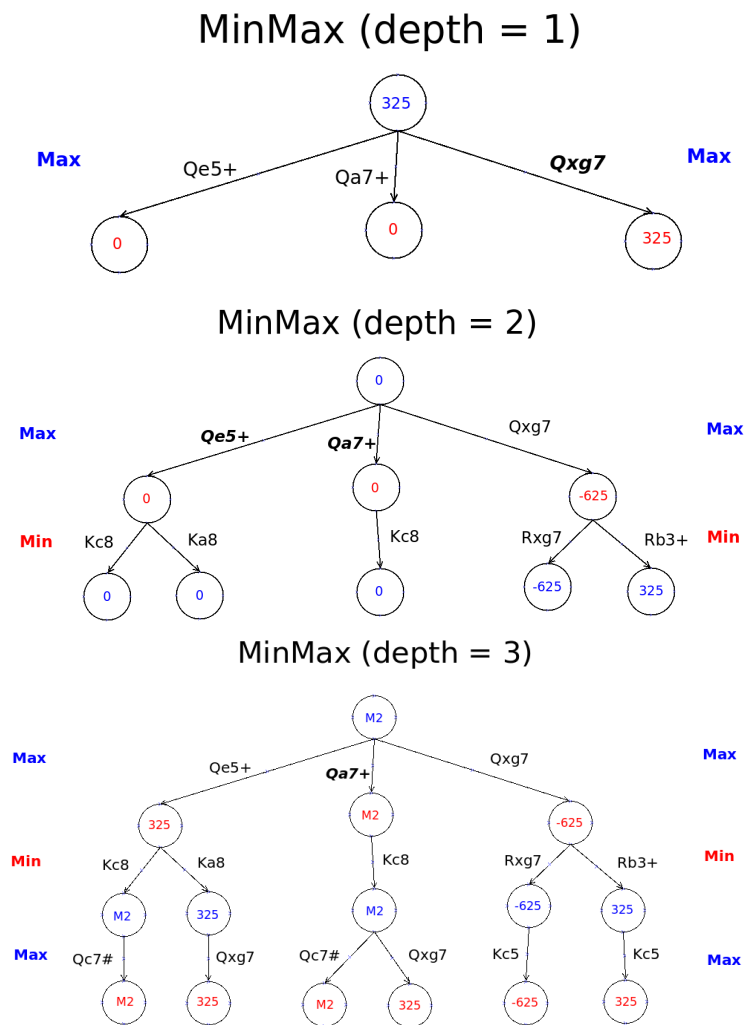 MinMax (depth = 1)
325
Max
Max
Qe5+
Qa7+
Qxg7
0
0
325
MinMax (depth = 2)
0
Max
Max
Qe5+
Qa7+
Qxg7
0
0
-625
Min
Min
Kc8
Ka8
Kc8
Rxg7
Rb3+
0
0
0
-625
325
MinMax (depth = 3)
M2
Max
Max
Qe5+
Qa7+
Qxg7
325
M2
-625
Min
Min
Kc8
Ka8
Kc8
Rxg7
Rb3+
M2
325
M2
-625
325
Max
Max
Qc7#
Qxg7
Qc7#
Qxg7
Kc5
Kc5
M2
325
M2
325
-625
325